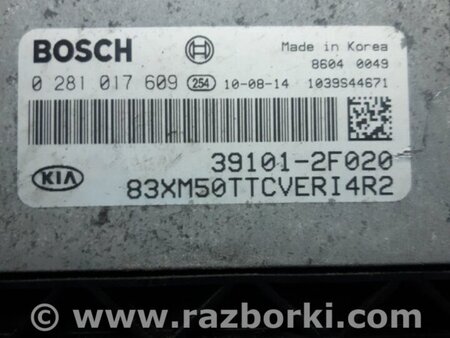 BOSCH
Made in Korea
8604 0049
0 281 017 609 254 10-08-14 1039S44671
39101-2F020
KIA
83XM50TTCVERI4R2
© www.razborki.com